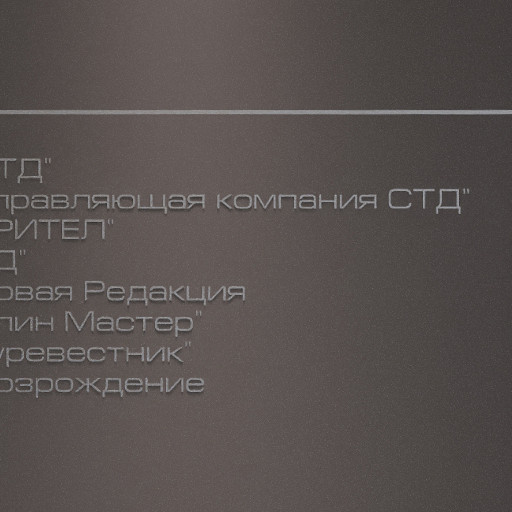 ТД"
правляющая компания СТД"
РИТЕЛ"
Д"
овая Редакция
лин Мастер"
уревестник"
озрождение